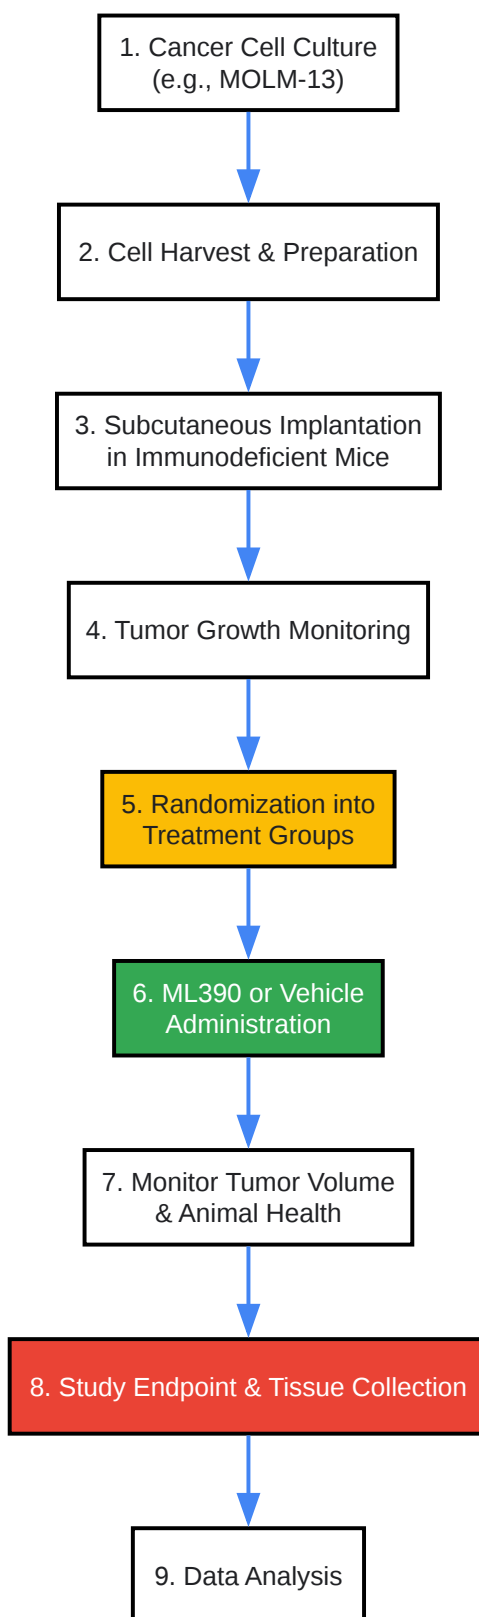 1. Cancer Cell Culture
(e.g., MOLM-13)
2. Cell Harvest & Preparation
3. Subcutaneous Implantation
in Immunodeficient Mice
4. Tumor Growth Monitoring
5. Randomization into
Treatment Groups
6. ML390 or Vehicle
Administration
7. Monitor Tumor Volume
& Animal Health
8. Study Endpoint & Tissue Collection
9. Data Analysis